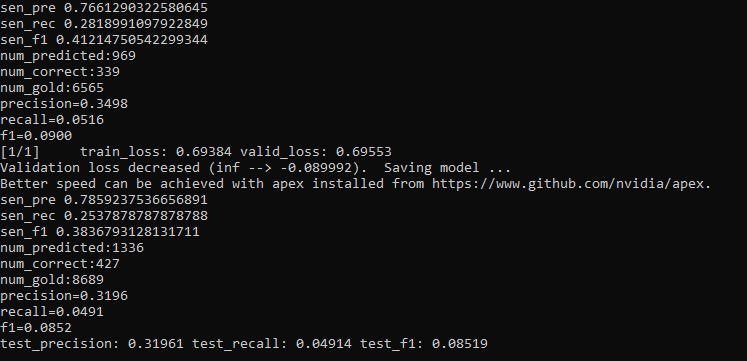 sen_pre 0.7661290322580645
sen_rec 0.2818991097922849
sen_f1 0.41214750542299344
num_predicted:969
num_correct:339
num_gold:6565
precision=0.3498
recall=0.0516
f1=0.0900
[1/1]     train_loss: 0.69384 valid_loss: 0.69553
Validation loss decreased (inf --> -0.089992).  Saving model ...
Better speed can be achieved with apex installed from https://www.github.com/nvidia/apex.
sen_pre 0.7859237536656891
sen_rec 0.2537878787878788
sen_f1 0.3836793128131711
num_predicted:1336
num_correct:427
num_gold:8689
precision=0.3196
recall=0.0491
f1=0.0852
test_precision: 0.31961 test_recall: 0.04914 test_f1: 0.08519